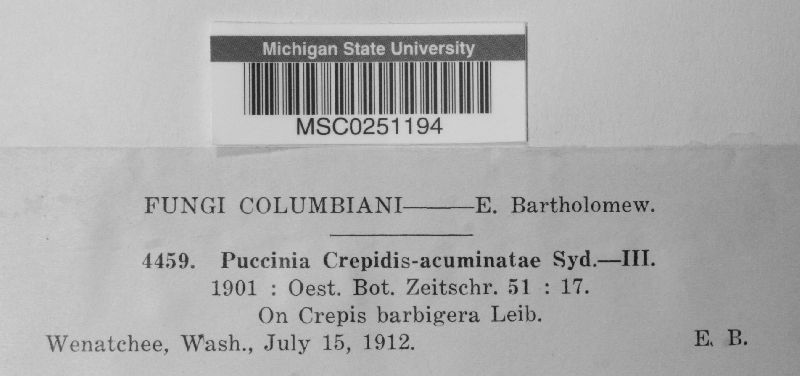 Michigan State University
MSC0251194
FUNGI COLUMBIANI———E. Bartholomew.
4459. Puccinia Crepidis-acuminatae Syd.—III.
1901 : Oest. Bot. Zeitschr. 51 : 17.
On Crepis barbigera Leib.
Wenatchee, Wash., July 15, 1912. E. B.